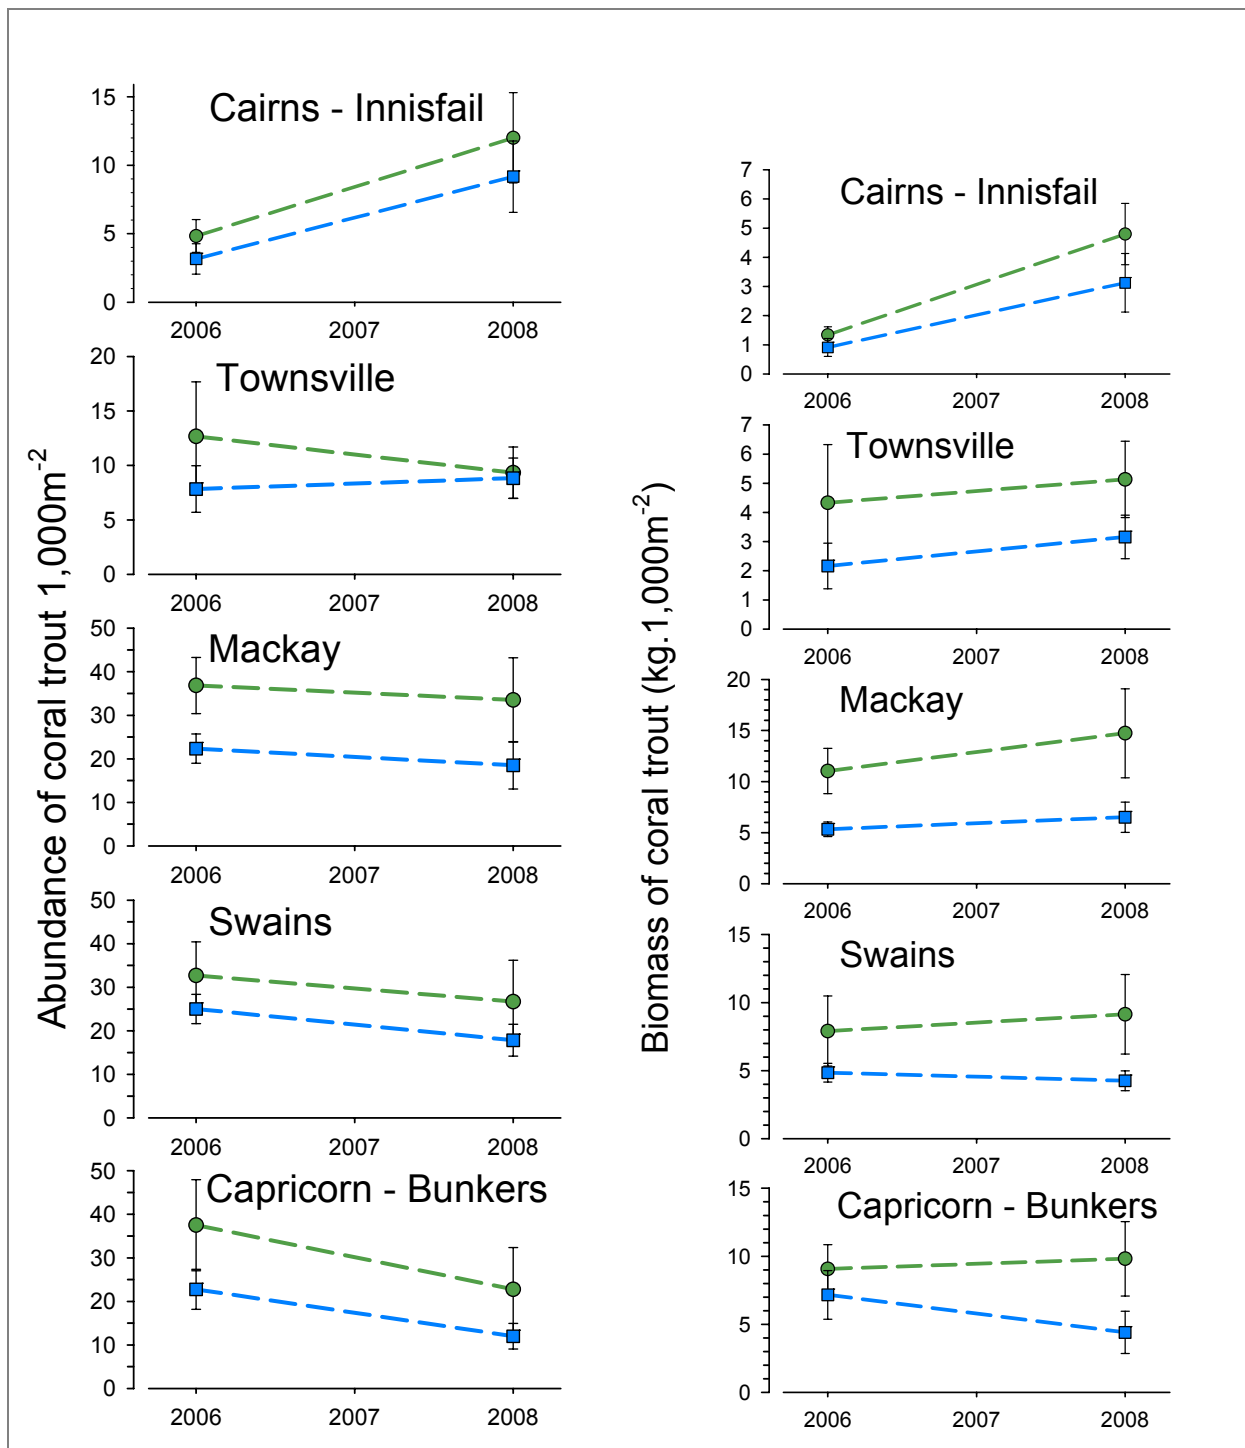 Abundance of coral trout 1,000m⁻²
Cairns - Innisfail
15
10
5
0
2006 2007 2008
Townsville
20
15
10
5
0
2006 2007 2008
Mackay
50
40
30
20
10
0
2006 2007 2008
Swains
50
40
30
20
10
0
2006 2007 2008
Capricorn - Bunkers
50
40
30
20
10
0
2006 2007 2008
Biomass of coral trout (kg.1,000m⁻²)
Cairns - Innisfail
7
6
5
4
3
2
1
0
2006 2007 2008
Townsville
7
6
5
4
3
2
1
0
2006 2007 2008
Mackay
20
15
10
5
0
2006 2007 2008
Swains
15
10
5
0
2006 2007 2008
Capricorn - Bunkers
15
10
5
0
2006 2007 2008